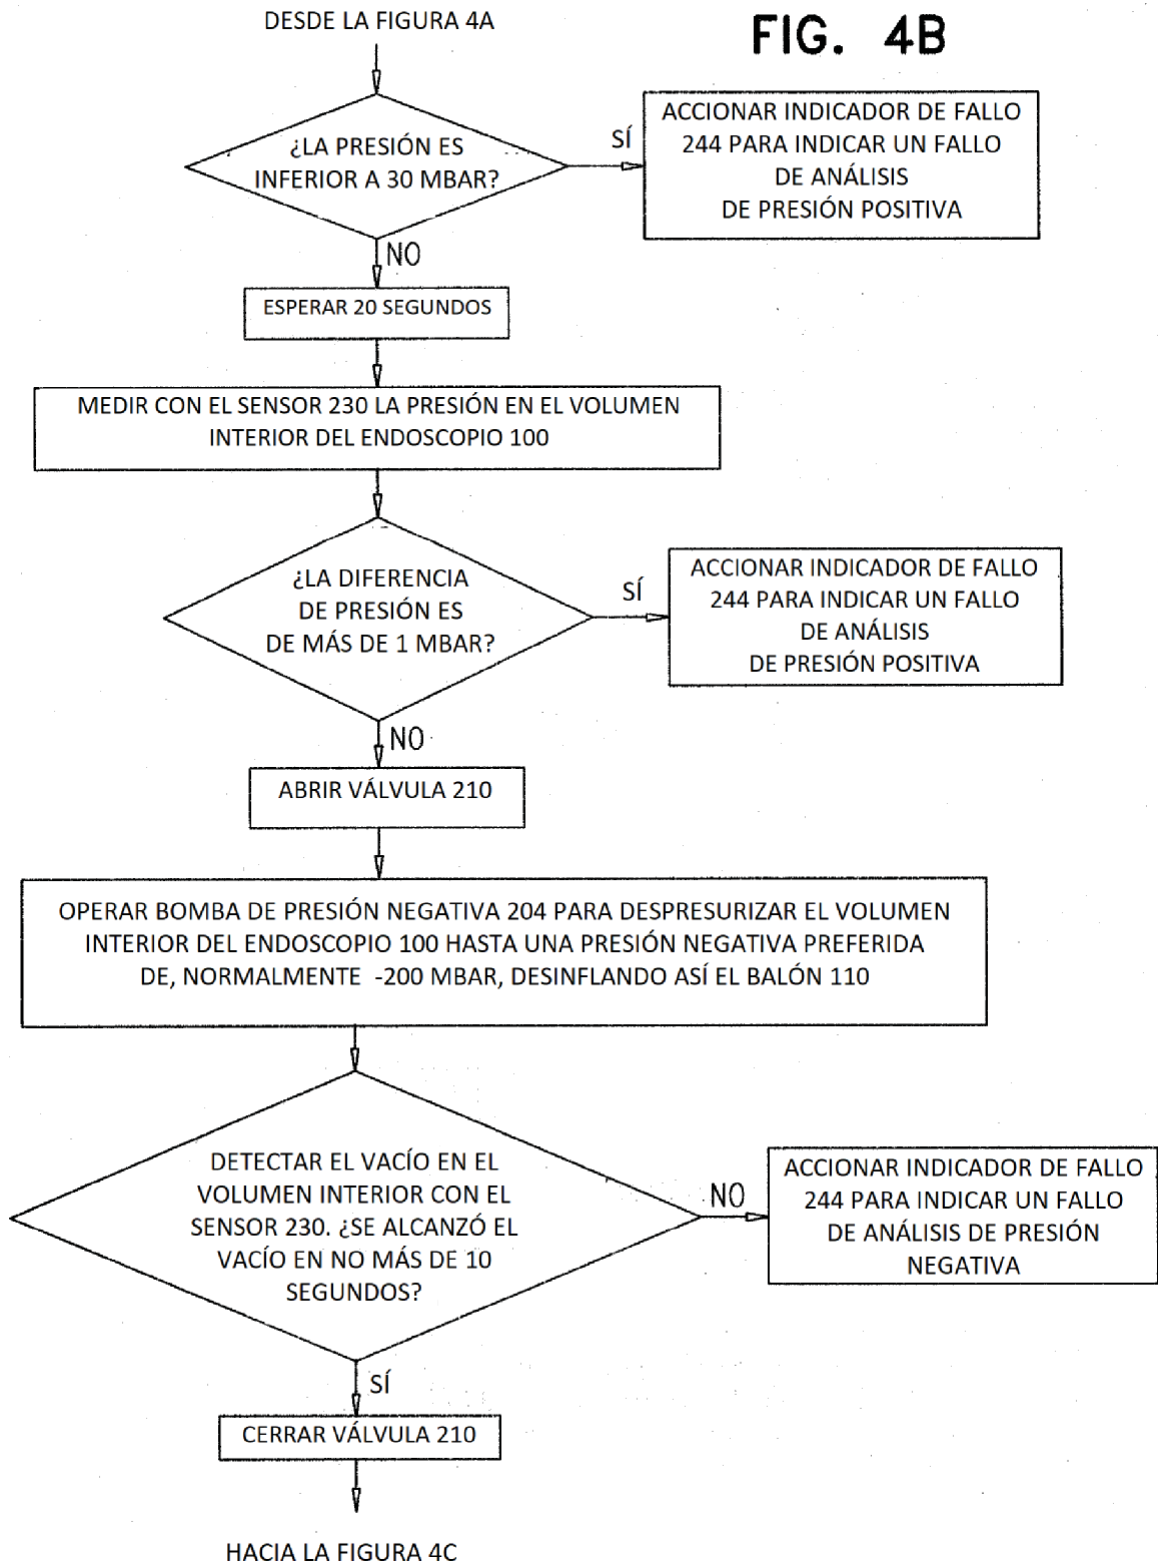 DESDE LA FIGURA 4A
FIG. 4B
¿LA PRESIÓN ES
INFERIOR A 30 MBAR?
SÍ
ACCIONAR INDICADOR DE FALLO
244 PARA INDICAR UN FALLO
DE ANÁLISIS
DE PRESIÓN POSITIVA
NO
ESPERAR 20 SEGUNDOS
MEDIR CON EL SENSOR 230 LA PRESIÓN EN EL VOLUMEN
INTERIOR DEL ENDOSCOPIO 100
¿LA DIFERENCIA
DE PRESIÓN ES
DE MÁS DE 1 MBAR?
SÍ
ACCIONAR INDICADOR DE FALLO
244 PARA INDICAR UN FALLO
DE ANÁLISIS
DE PRESIÓN POSITIVA
NO
ABRIR VÁLVULA 210
OPERAR BOMBA DE PRESIÓN NEGATIVA 204 PARA DESPRESURIZAR EL VOLUMEN
INTERIOR DEL ENDOSCOPIO 100 HASTA UNA PRESIÓN NEGATIVA PREFERIDA
DE, NORMALMENTE -200 MBAR, DESINFLANDO ASÍ EL BALÓN 110
DETECTAR EL VACÍO EN EL
VOLUMEN INTERIOR CON EL
SENSOR 230. ¿SE ALCANZÓ EL
VACÍO EN NO MÁS DE 10
SEGUNDOS?
NO
ACCIONAR INDICADOR DE FALLO
244 PARA INDICAR UN FALLO
DE ANÁLISIS DE PRESIÓN
NEGATIVA
SÍ
CERRAR VÁLVULA 210
HACIA LA FIGURA 4C